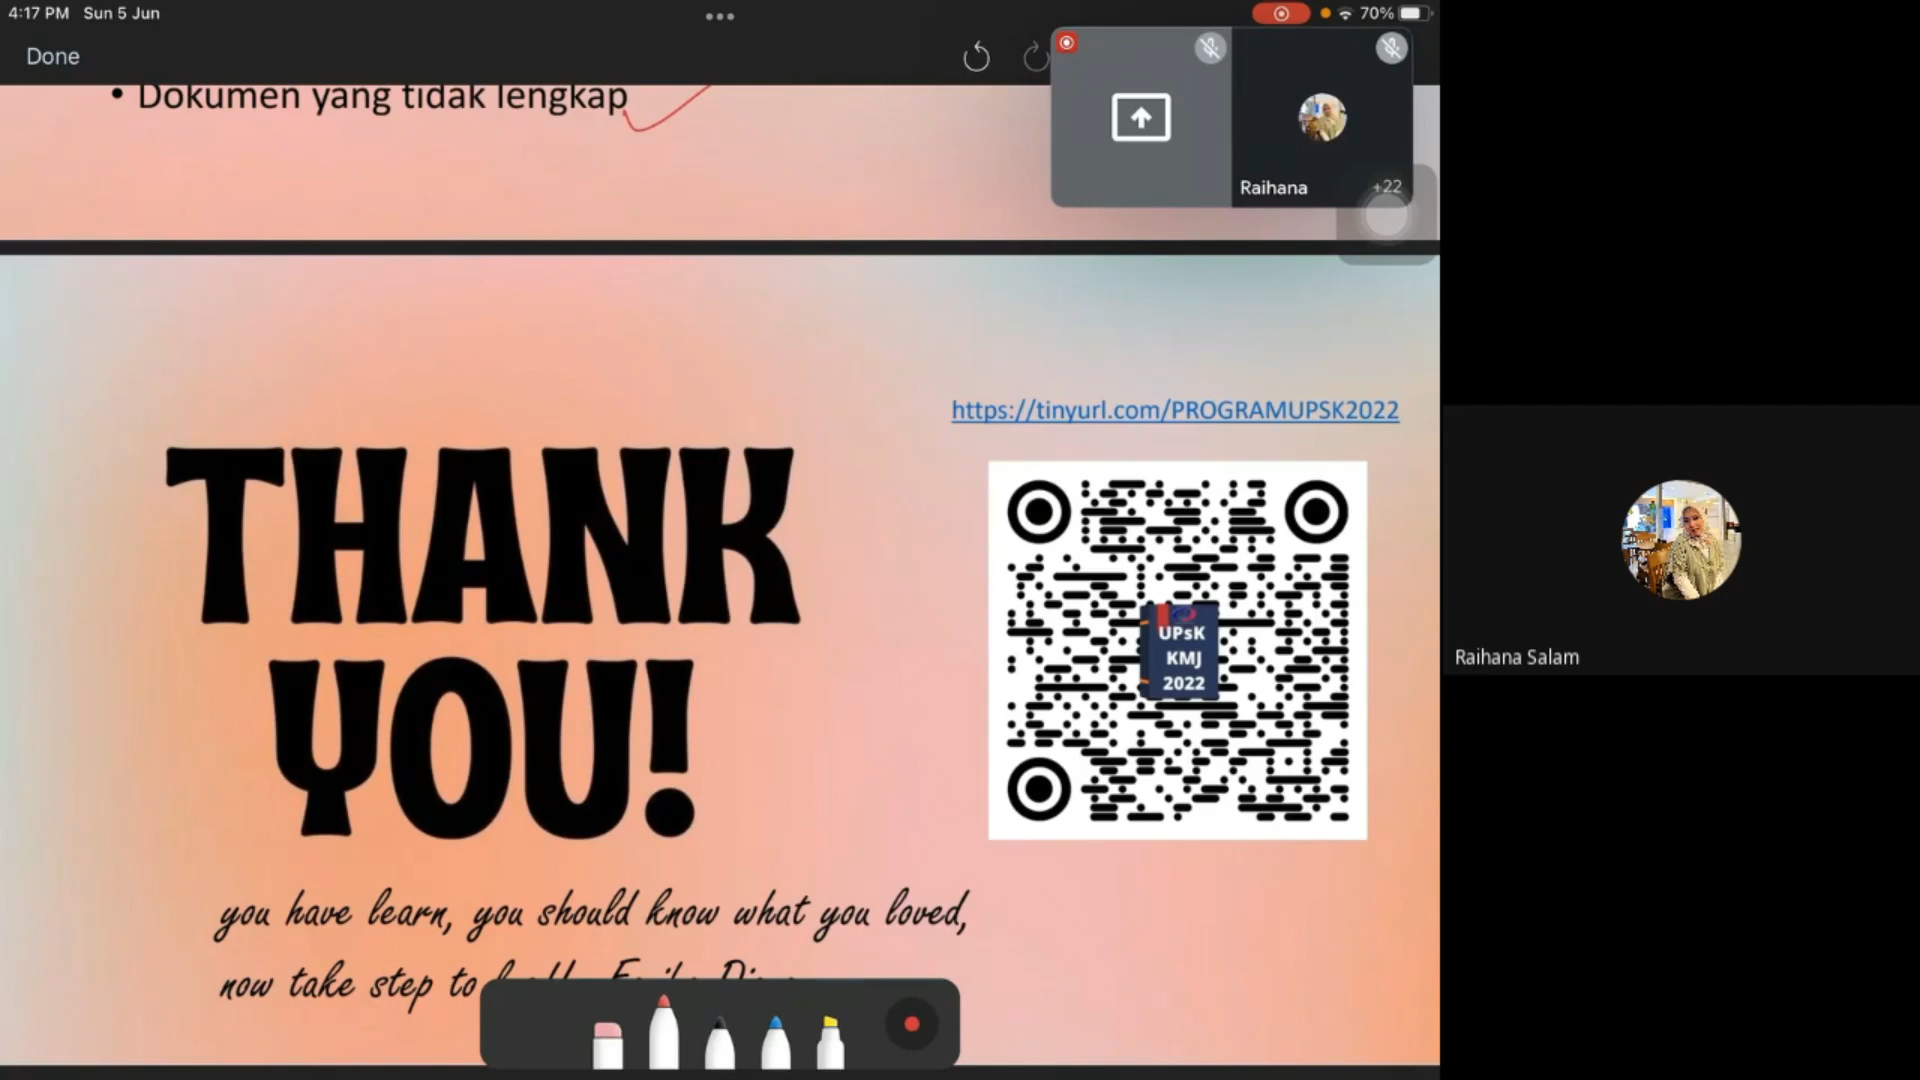 4:17 PM Sun 5 Jun
70%
Done
• Dokumen yang tidak lengkap
Raihana +22
https://tinyurl.com/PROGRAMUPSK2022
THANK
YOU!
UPsK
KMJ
2022
Raihana Salam
you have learn, you should know what you loved,
now take step to